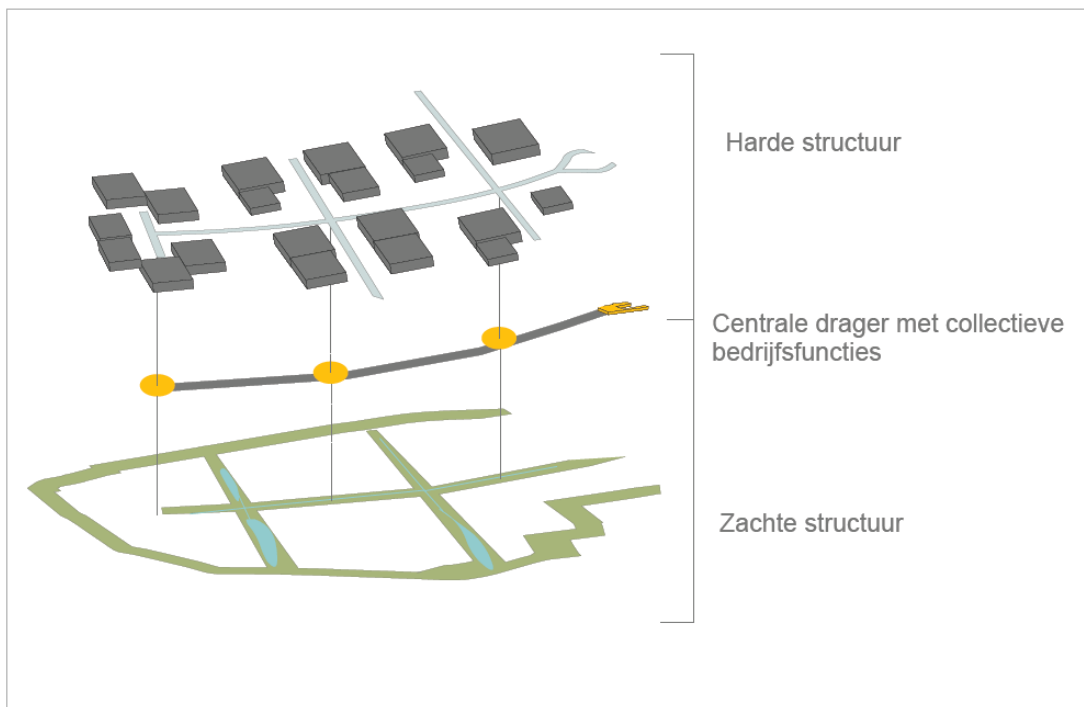 Harde structuur
Centrale drager met collectieve
bedrijfsfuncties
Zachte structuur